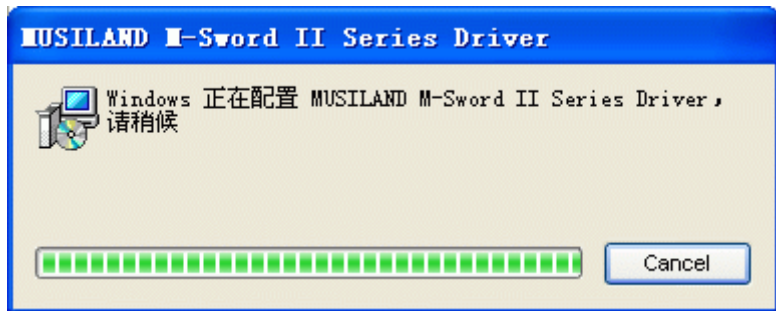 MUSILAND M-Sword II Series Driver
Windows 正在配置 MUSILAND M-Sword II Series Driver，
请稍候
Cancel